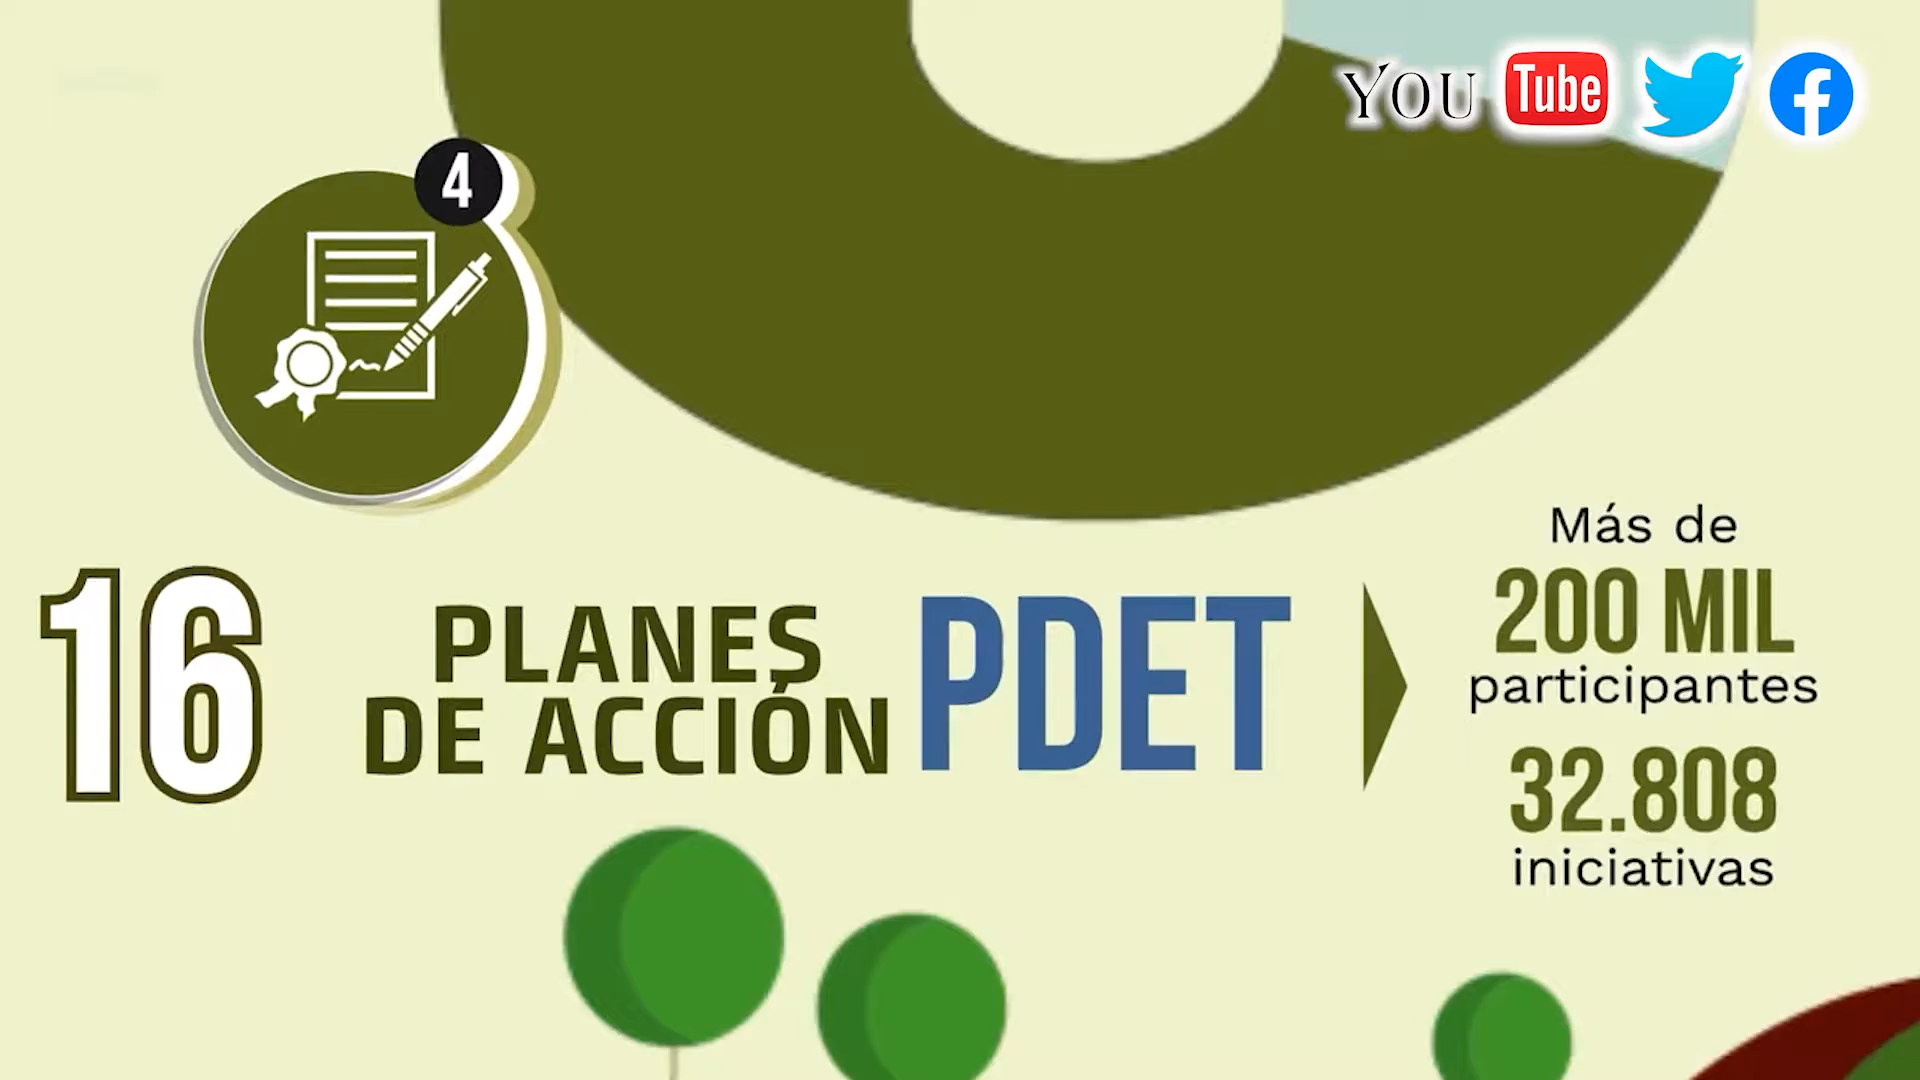 YOU Tube
4
16
PLANES
DE ACCIÓN
PDET
Más de
200 MIL
participantes
32.808
iniciativas